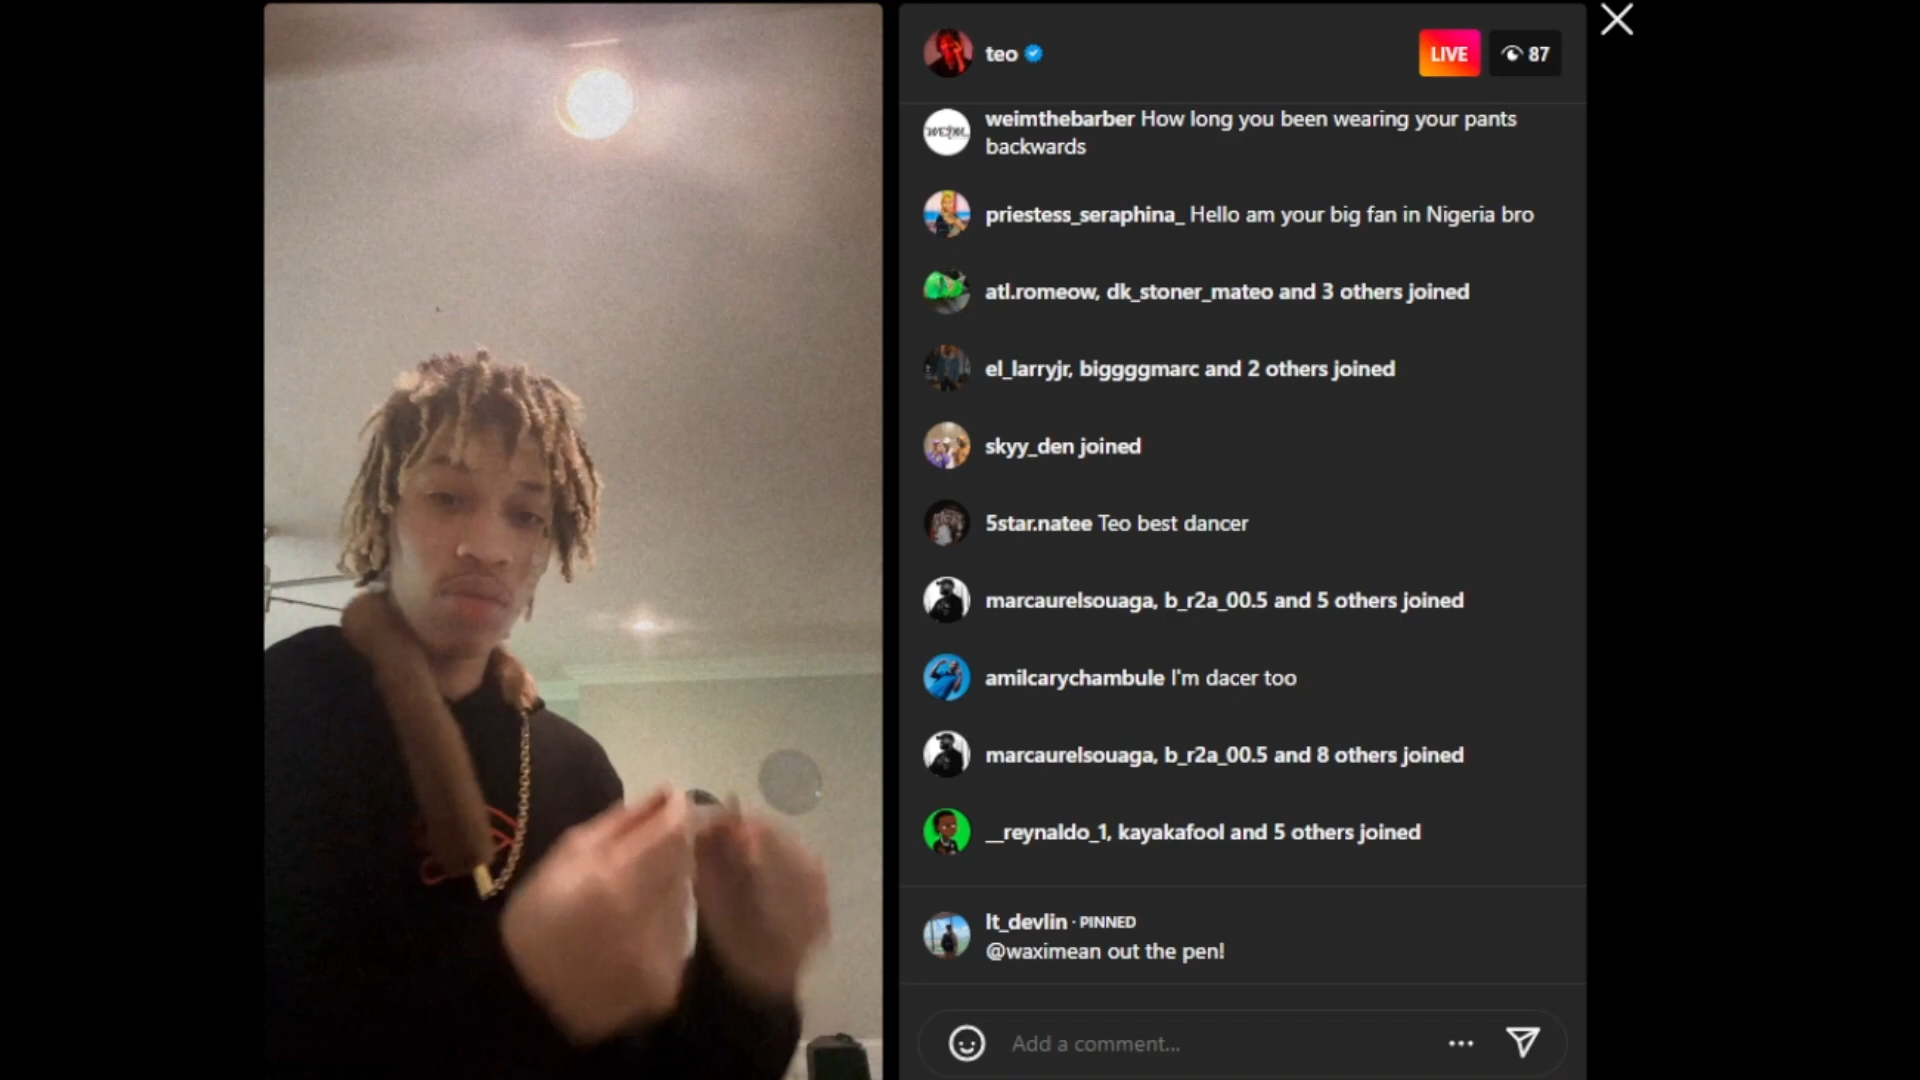 teo
LIVE
87
weimthebarber How long you been wearing your pants
backwards
priestess_seraphina_ Hello am your big fan in Nigeria bro
atl.romeow, dk_stoner_mateo and 3 others joined
el_larryjr, biggggmarc and 2 others joined
skyy_den joined
5star.natee Teo best dancer
marcaurelsouaga, b_r2a_00.5 and 5 others joined
amilcarychambule I'm dacer too
marcaurelsouaga, b_r2a_00.5 and 8 others joined
__reynaldo_1, kayakafool and 5 others joined
lt_devlin · PINNED
@waximean out the pen!
Add a comment...